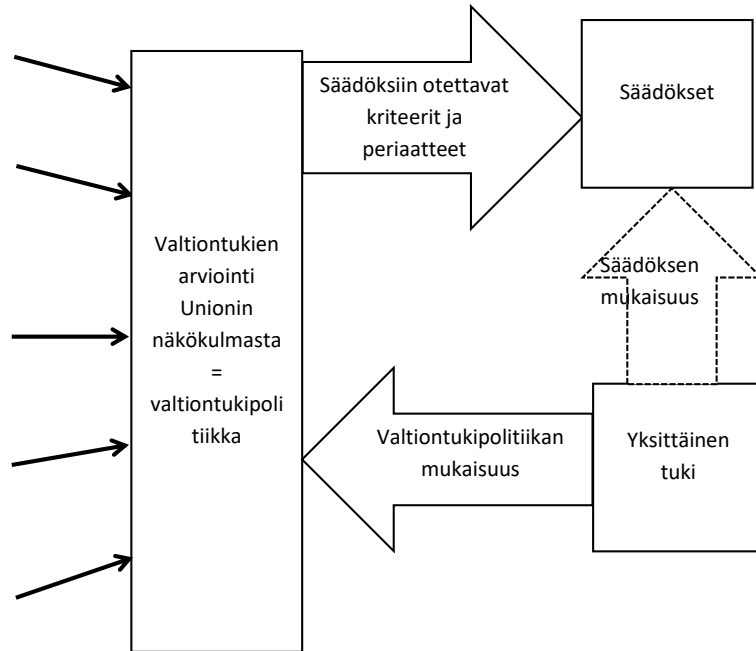 Säädöksiin otettavat
kriteerit ja
periaatteet
Säädökset
Valtiontukien
arviointi
Unionin
näkökulmasta
=
valtiontukipoli
tiikka
Säädöksen
mukaisuus
Valtiontukipolitiikan
mukaisuus
Yksittäinen
tuki